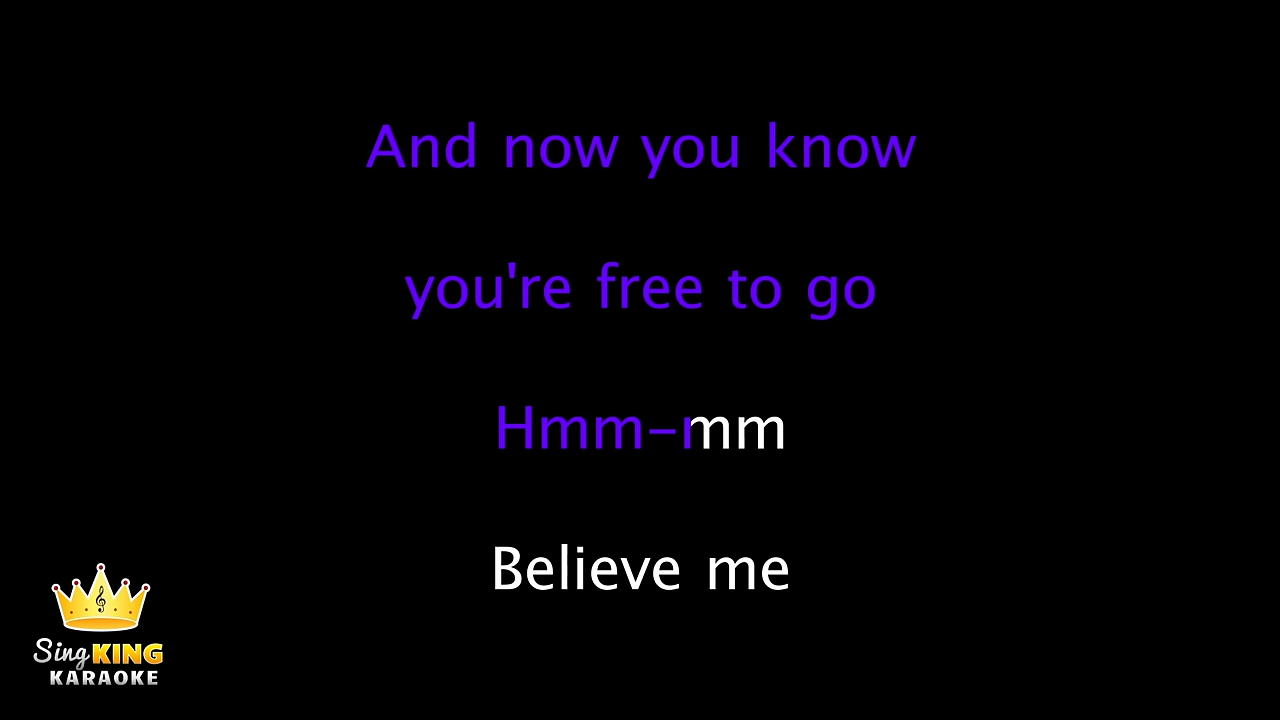 And now you know
you're free to go
Hmm-mm
Believe me
Sing KING
KARAOKE